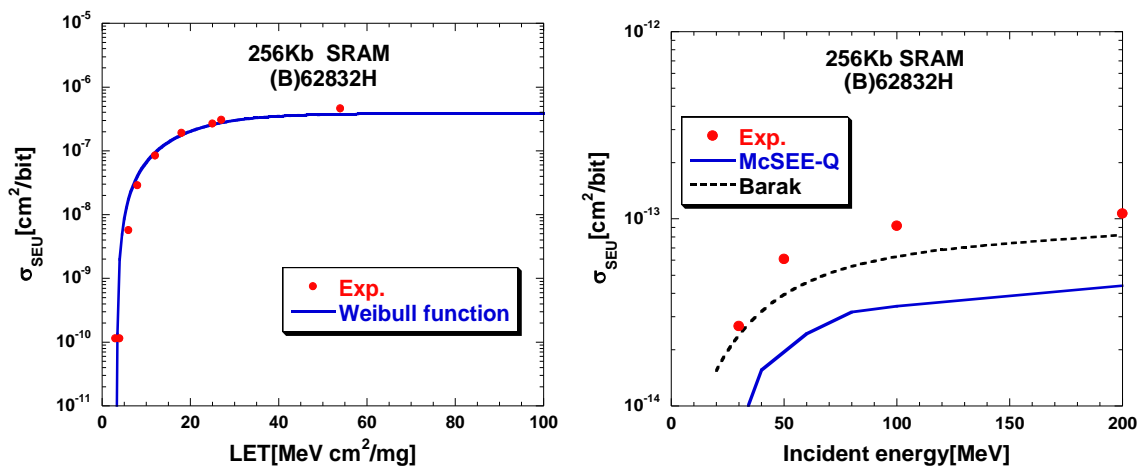 256Kb SRAM
(B)62832H
σSEU[cm²/bit]
10⁻⁵
10⁻⁶
10⁻⁷
10⁻⁸
10⁻⁹
10⁻¹⁰
10⁻¹¹
Exp.
Weibull function
0 20 40 60 80 100
LET[MeV cm²/mg]
256Kb SRAM
(B)62832H
σSEU[cm²/bit]
10⁻¹²
10⁻¹³
10⁻¹⁴
Exp.
McSEE-Q
Barak
0 50 100 150 200
Incident energy[MeV]